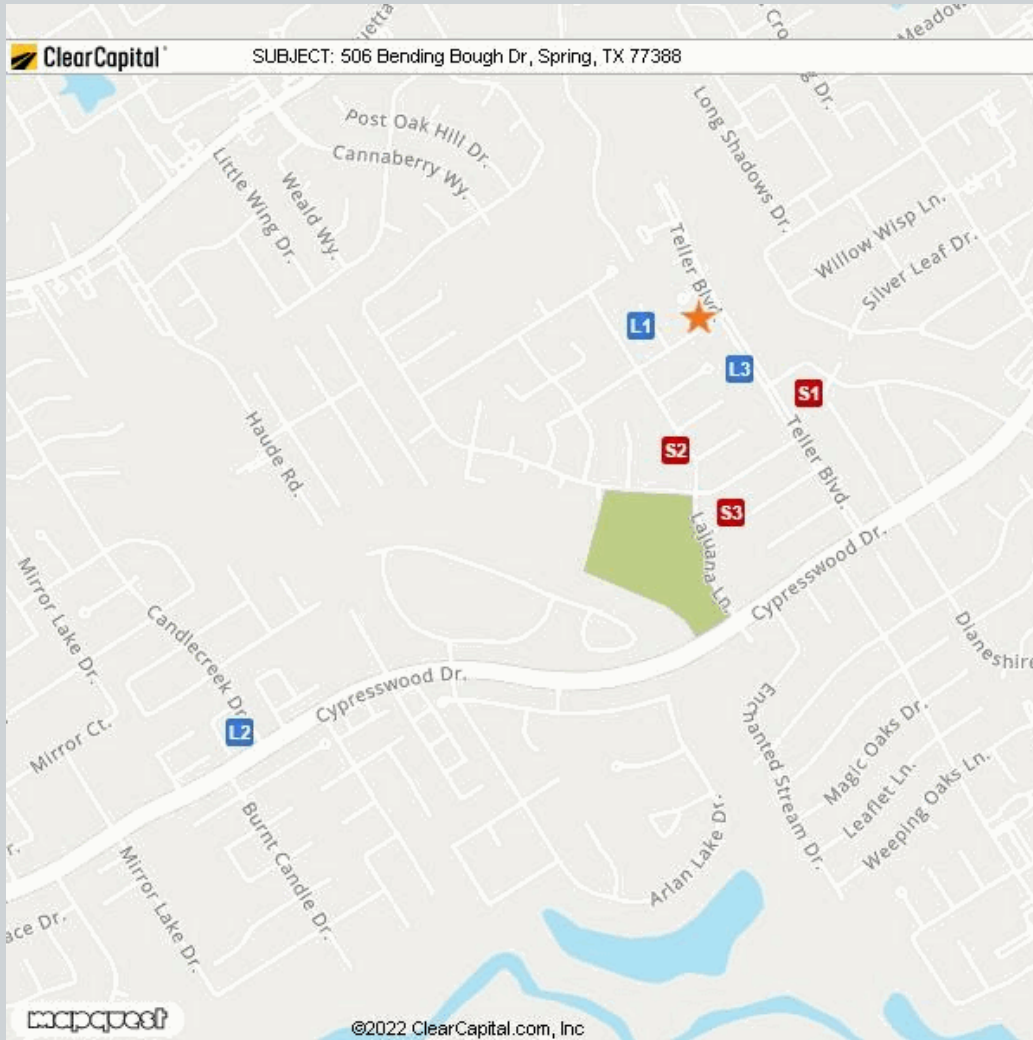 Meadow
ClearCapital
SUBJECT: 506 Bending Bough Dr, Spring, TX 77388
Post Oak Hill Dr.
Cannaberry Wy.
Little Wing Dr.
Weald Wy.
Long Shadows Dr.
Willow Wisp Ln.
Silver Leaf Dr.
Teller Blvd.
L1
L3
S1
Haude Rd.
Teller Blvd.
S2
S3
Lajuana Ln.
Cypresswood Dr.
Mirror Lake Dr.
Candlecreek Dr.
Cypresswood Dr.
Dianeshire
L2
Mirror Ct.
Enchanted Stream Dr.
Magic Oaks Dr.
Leaflet Ln.
Weeping Oaks Ln.
Burnt Candle Dr.
Mirror Lake Dr.
Arlan Lake Dr.
ace Dr.
mapquest
©2022 ClearCapital.com, Inc